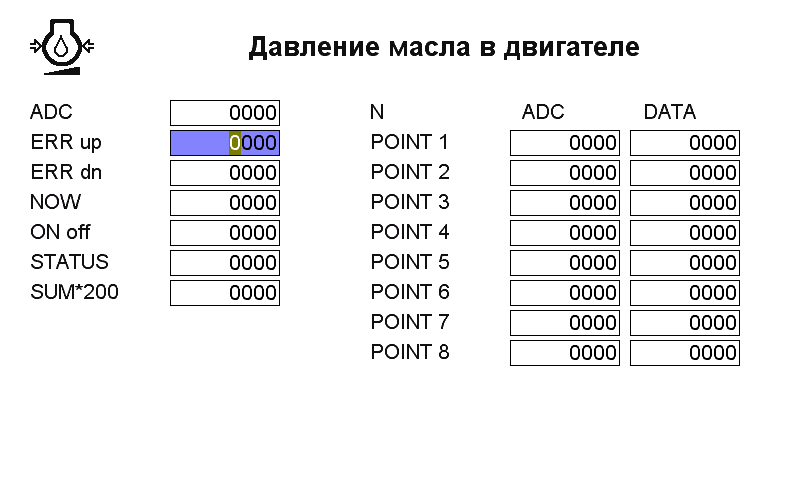 Давление масла в двигателе
ADC 0000 N ADC DATA
ERR up 0000 POINT 1 0000 0000
ERR dn 0000 POINT 2 0000 0000
NOW 0000 POINT 3 0000 0000
ON off 0000 POINT 4 0000 0000
STATUS 0000 POINT 5 0000 0000
SUM*200 0000 POINT 6 0000 0000
POINT 7 0000 0000
POINT 8 0000 0000